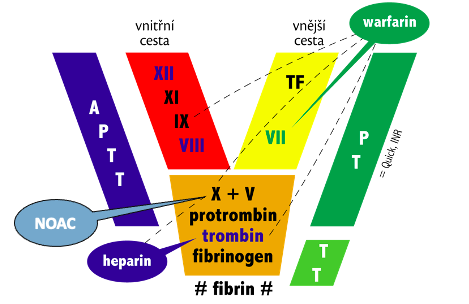 vnitřní
cesta
vnější
cesta
warfarin
A
P
T
T
XII
XI
IX
VIII
TF
VII
P
T
= Quick, INR
X + V
protrombin
trombin
fibrinogen
NOAC
heparin
T
T
# fibrin #